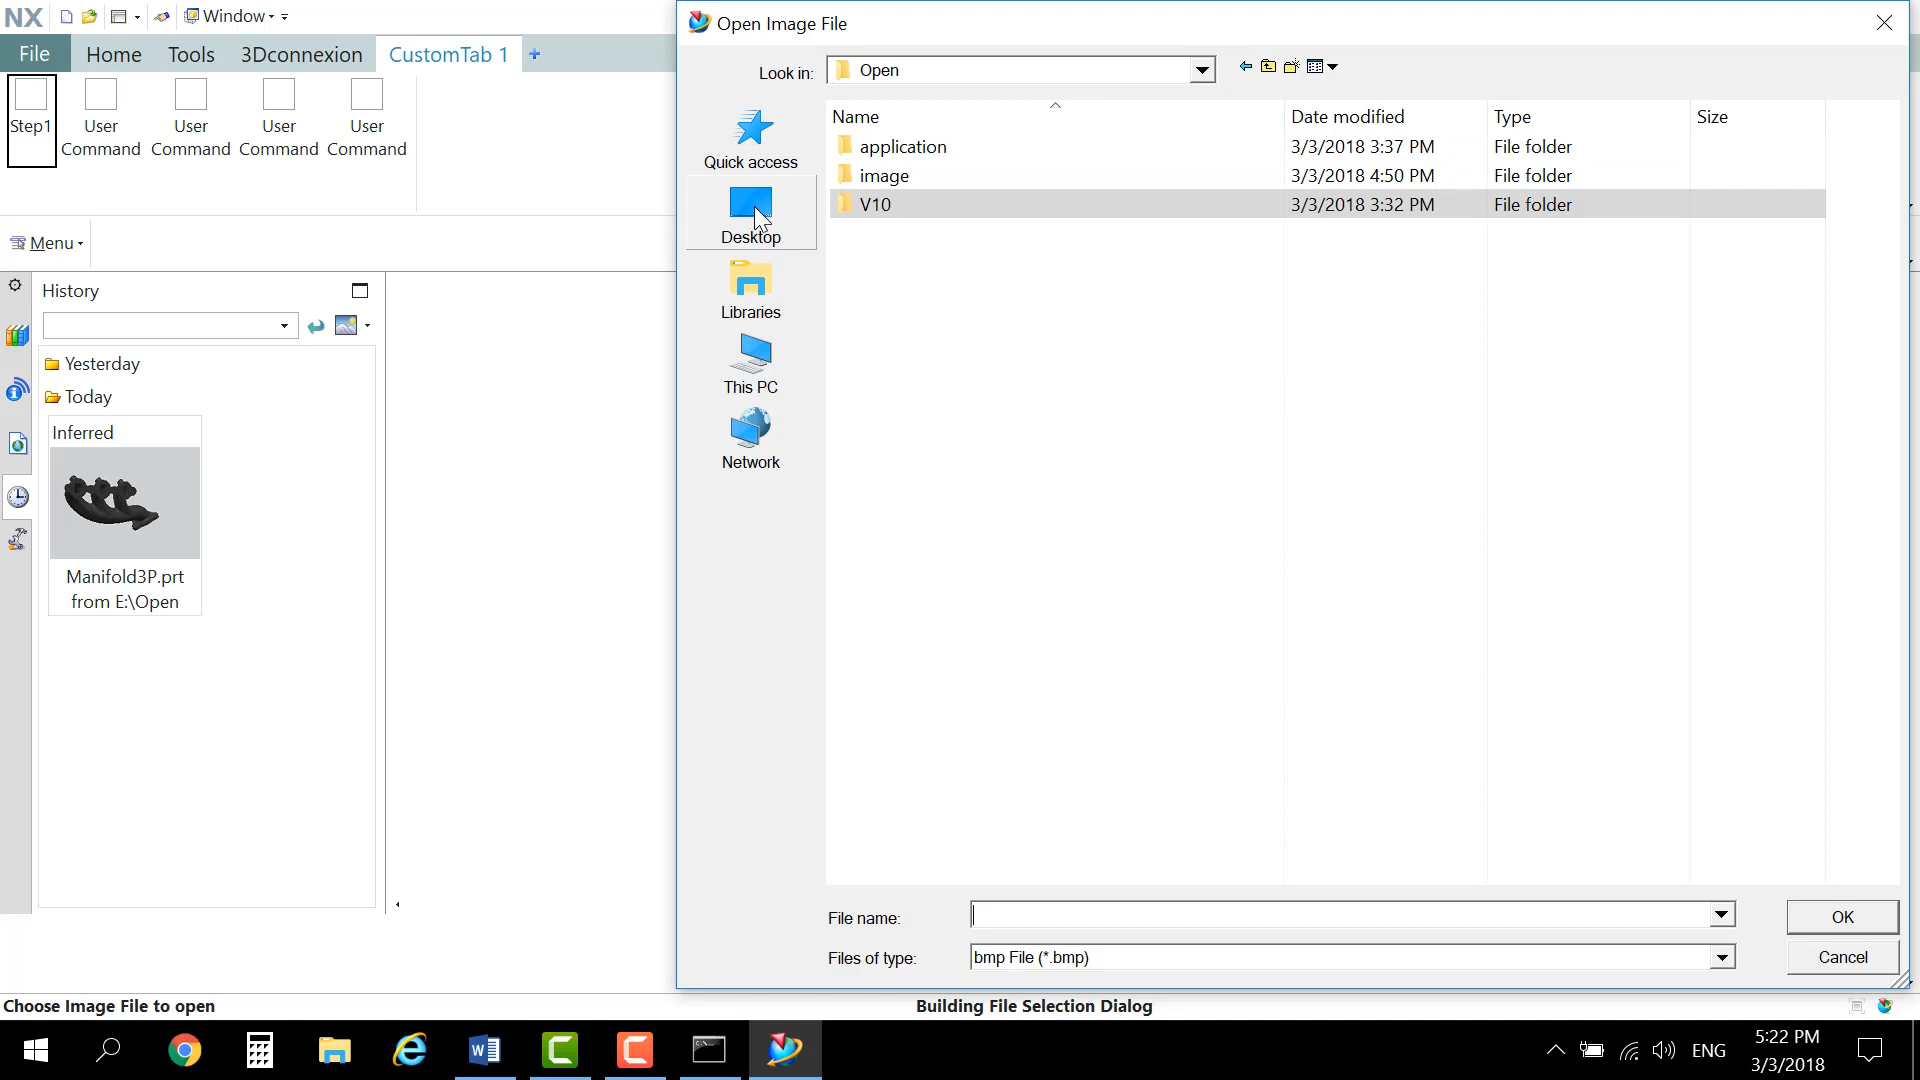 NX
Window
File Home Tools 3Dconnexion CustomTab 1
Step1
User Command
User Command
User Command
User Command
Menu
History
Yesterday
Today
Inferred
Manifold3P.prt
from E:\Open
Open Image File
Look in: Open
Quick access
Desktop
Libraries
This PC
Network
Name Date modified Type Size
application 3/3/2018 3:37 PM File folder
image 3/3/2018 4:50 PM File folder
V10 3/3/2018 3:32 PM File folder
File name:
OK
Files of type: bmp File (*.bmp)
Cancel
Choose Image File to open Building File Selection Dialog
ENG
5:22 PM
3/3/2018